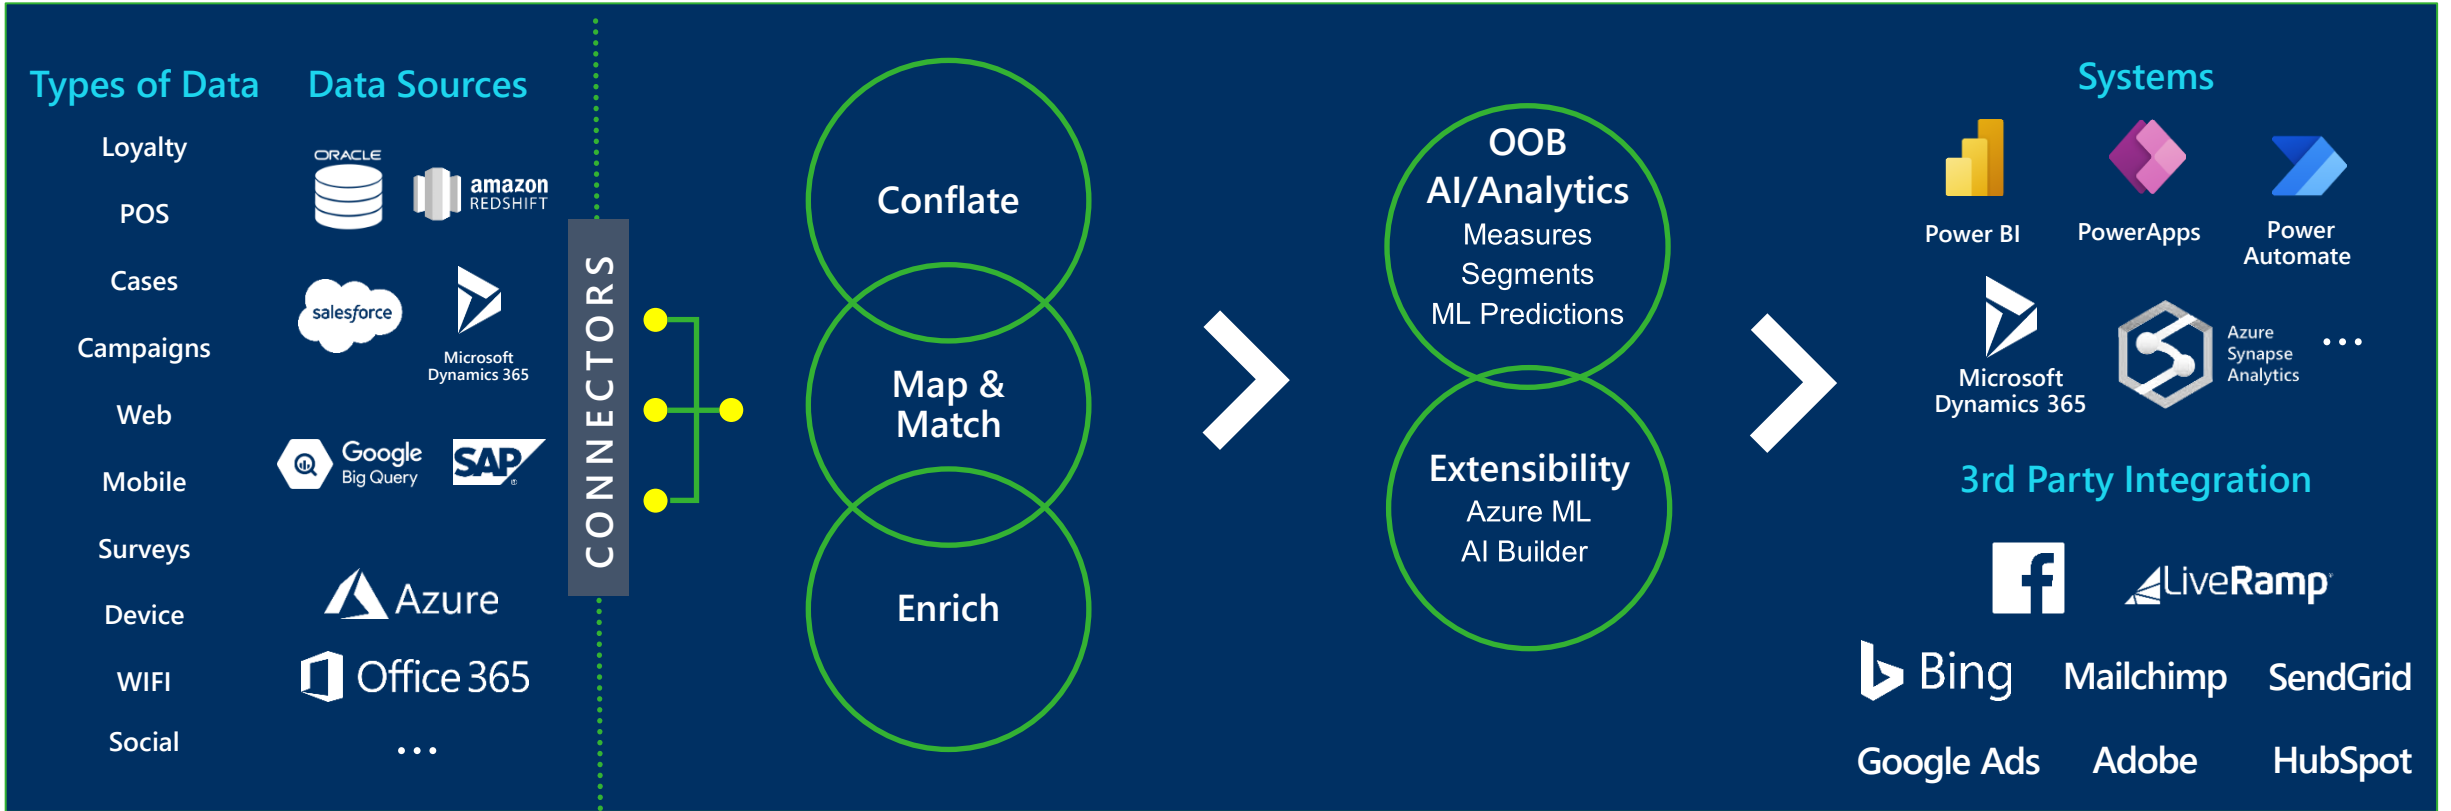 Types of Data
Loyalty
POS
Cases
Campaigns
Web
Mobile
Surveys
Device
WIFI
Social
Data Sources
ORACLE
amazon
REDSHIFT
salesforce
Microsoft
Dynamics 365
Google
Big Query
SAP
Azure
Office 365
...
CONNECTORS
Conflate
Map &
Match
Enrich
OOB
AI/Analytics
Measures
Segments
ML Predictions
Extensibility
Azure ML
AI Builder
Systems
Power BI
PowerApps
Power
Automate
Microsoft
Dynamics 365
Azure
Synapse
Analytics
...
3rd Party Integration
f
LiveRamp
Bing
Mailchimp
SendGrid
Google Ads
Adobe
HubSpot